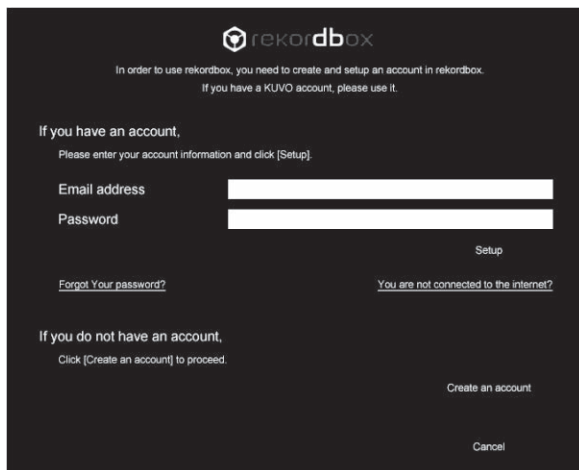 rekordbox
In order to use rekordbox, you need to create and setup an account in rekordbox.
If you have a KUVO account, please use it.
If you have an account,
Please enter your account information and click [Setup].
Email address
Password
Setup
Forgot Your password?
You are not connected to the internet?
If you do not have an account,
Click [Create an account] to proceed.
Create an account
Cancel